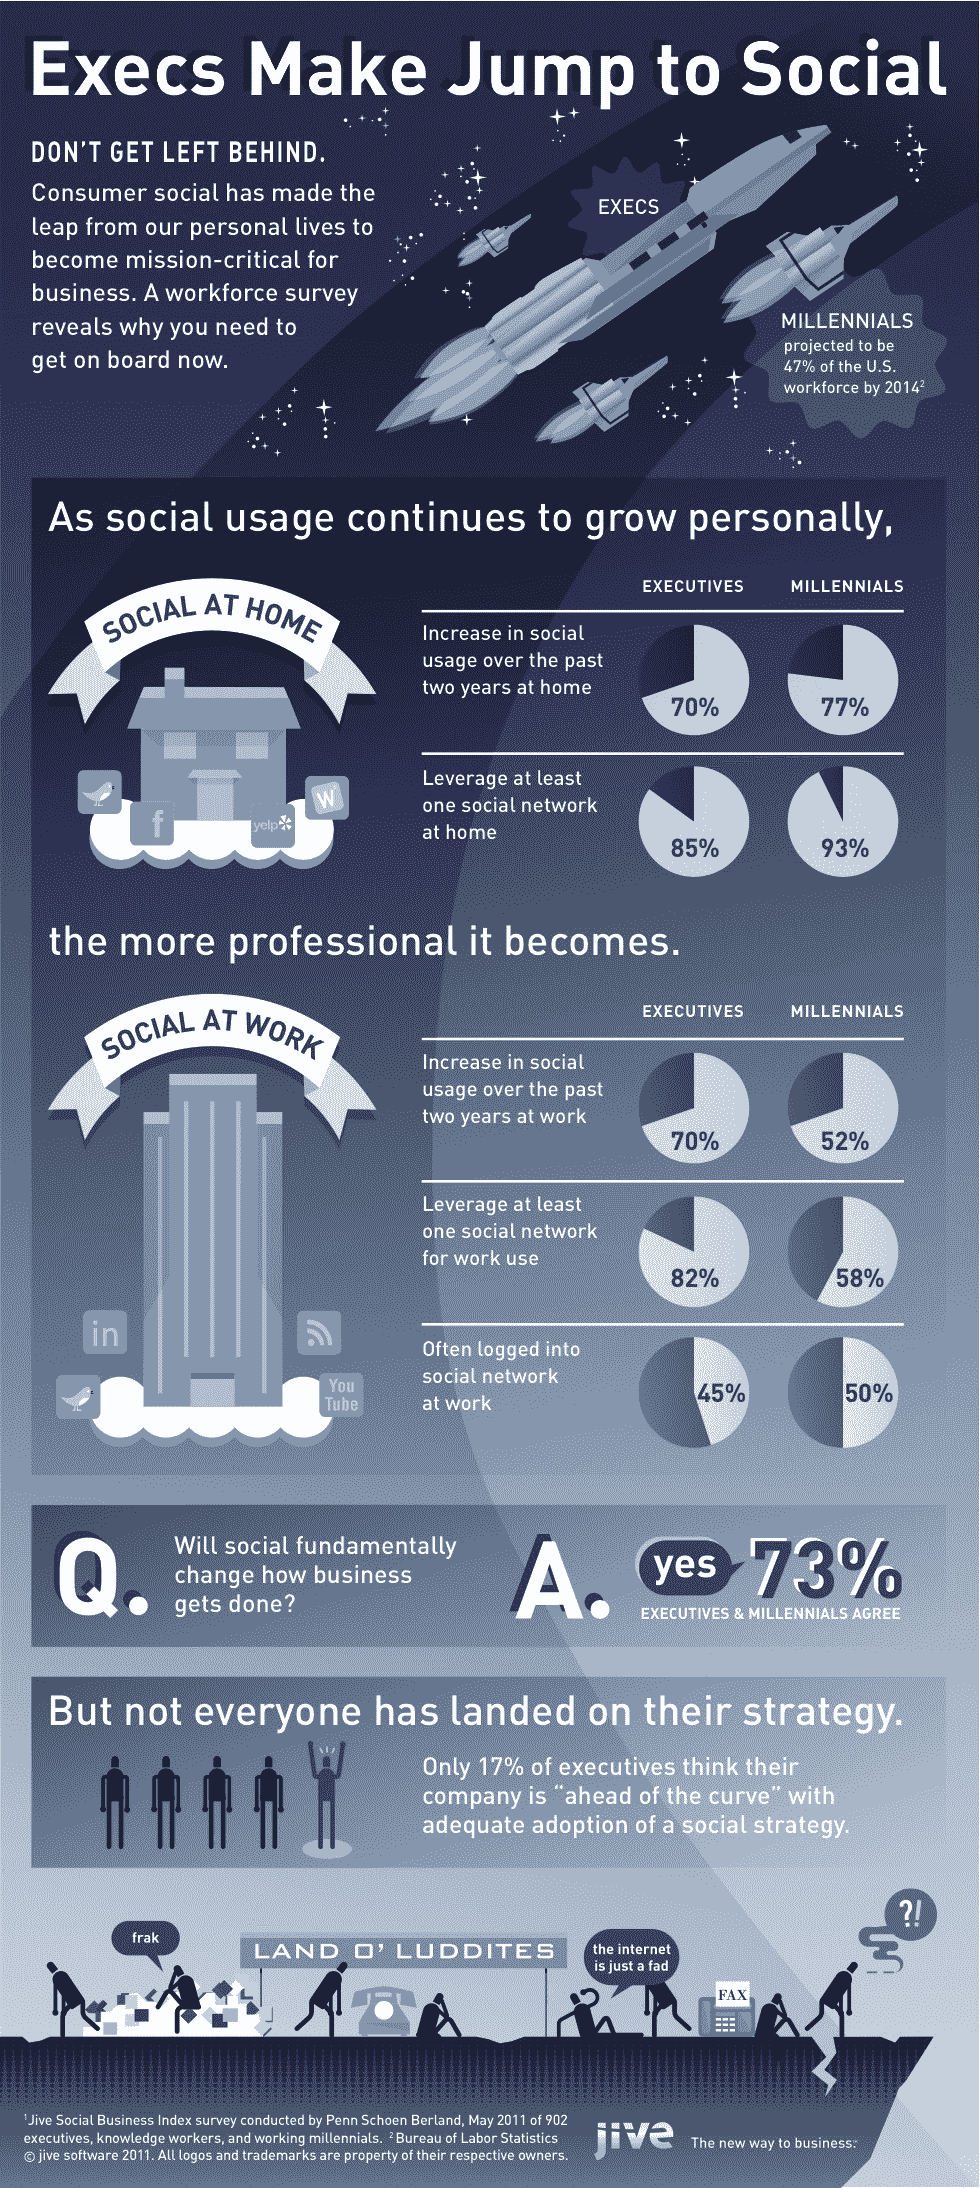 Execs Make Jump to Social
DON'T GET LEFT BEHIND.
Consumer social has made the
leap from our personal lives to
become mission-critical for
business. A workforce survey
reveals why you need to
get on board now.
EXECS
MILLENNIALS
projected to be
47% of the U.S.
workforce by 2014²
As social usage continues to grow personally,
SOCIAL AT HOME
f
yelp
W
EXECUTIVES MILLENNIALS
Increase in social
usage over the past
two years at home
70% 77%
Leverage at least
one social network
at home
85% 93%
the more professional it becomes.
SOCIAL AT WORK
in
You
Tube
EXECUTIVES MILLENNIALS
Increase in social
usage over the past
two years at work
70% 52%
Leverage at least
one social network
for work use
82% 58%
Often logged into
social network
at work
45% 50%
Q.
Will social fundamentally
change how business
gets done?
A.
yes 73%
EXECUTIVES & MILLENNIALS AGREE
But not everyone has landed on their strategy.
Only 17% of executives think their
company is “ahead of the curve” with
adequate adoption of a social strategy.
?!
frak
LAND O' LUDDITES
the internet
is just a fad
FAX
¹Jive Social Business Index survey conducted by Penn Schoen Berland, May 2011 of 902
executives, knowledge workers, and working millennials. ²Bureau of Labor Statistics
© jive software 2011. All logos and trademarks are property of their respective owners.
jive
The new way to business.